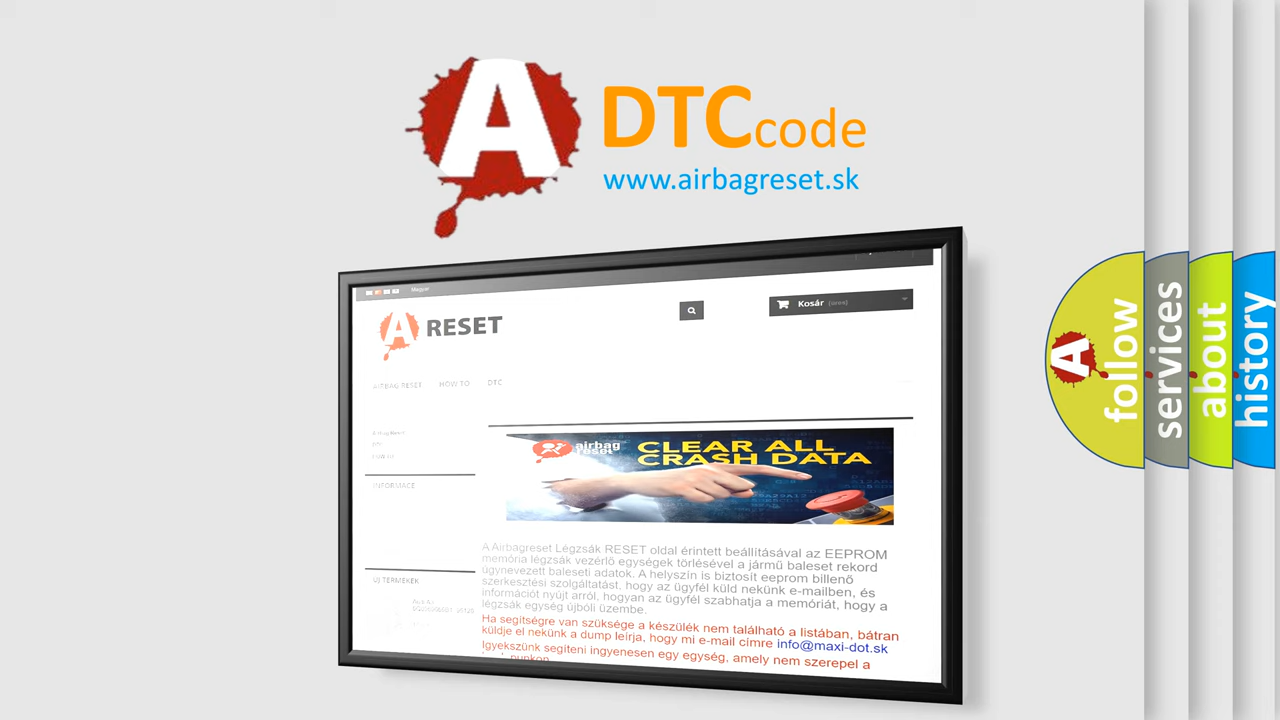 A DTCcode
www.airbagreset.sk
Magyar
Kosár (üres)
A RESET
AIRBAG RESET HOW TO DTC
INFORMACE
ÚJ TERMÉKEK
airbag
reset
CLEAR ALL
CRASH DATA
A Airbagreset Légzsák RESET oldal érintett beállításával az EEPROM
memória légzsák vezérlő egységek törlésével a jármű baleset rekord
úgynevezett baleseti adatok. A helyszín is biztosít eeprom billenő
szerkesztési szolgáltatást, hogy az ügyfél küld nekünk e-mailben, és
információt nyújt arról, hogyan az ügyfél szabhatja a memóriát, hogy a
légzsák egység újbóli üzembe.
Ha segítségre van szüksége a készülék nem található a listában, bátran
küldje el nekünk a dump leírja, hogy mi e-mail címre info@maxi-dot.sk
Igyekszünk segíteni ingyenesen egy egység, amely nem szerepel a
A
follow
services
about
history